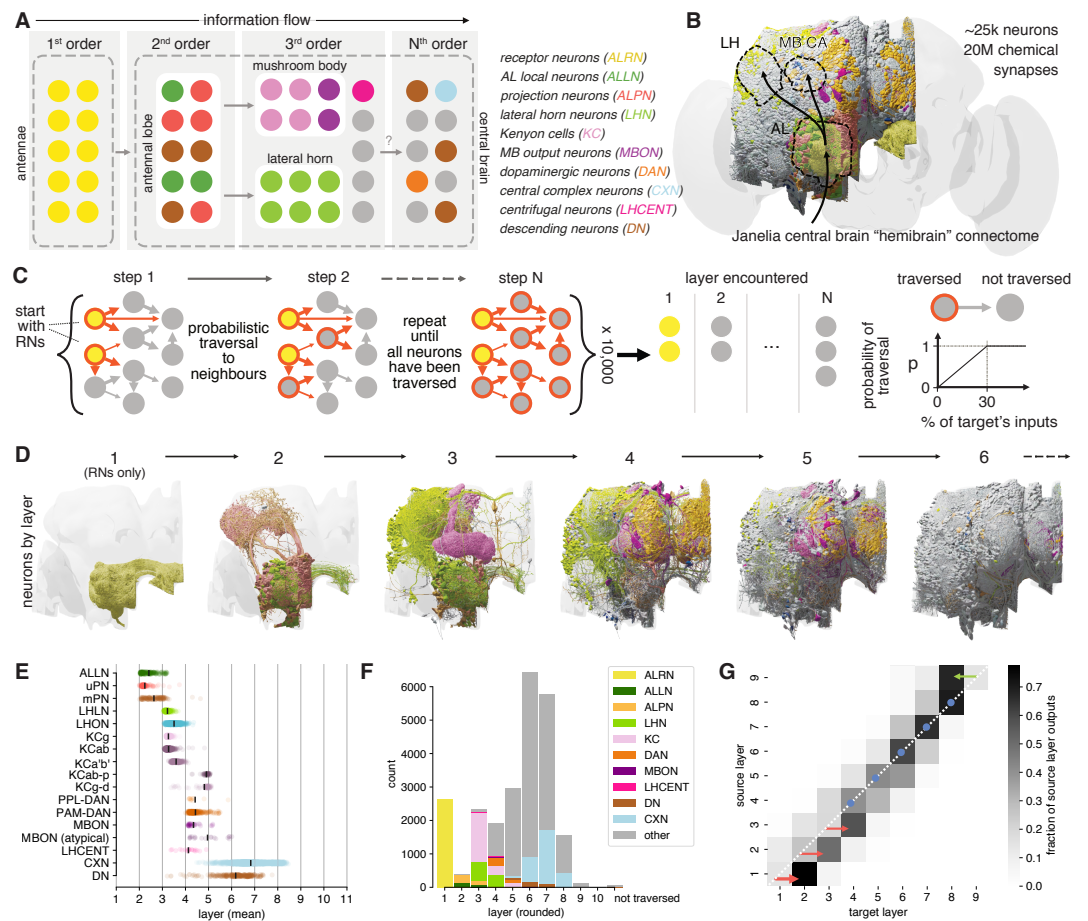 A
information flow
1st order
2nd order
3rd order
Nth order
mushroom body
lateral horn
antennae
antennal lobe
central brain
?
receptor neurons (ALRN)
AL local neurons (ALLN)
projection neurons (ALPN)
lateral horn neurons (LHN)
Kenyon cells (KC)
MB output neurons (MBON)
dopaminergic neurons (DAN)
central complex neurons (CXN)
centrifugal neurons (LHCENT)
descending neurons (DN)
B
LH
MB CA
AL
~25k neurons
20M chemical
synapses
Janelia central brain “hemibrain” connectome
C
step 1
step 2
step N
start
with
RNs
probabilistic
traversal
to
neighbours
repeat
until
all neurons
have been
traversed
x 10,000
layer encountered
1
2
...
N
traversed
not traversed
probability of
traversal
p
1
0
0
30
% of target's inputs
D
neurons by layer
1
(RNs only)
2
3
4
5
6
E
ALLN
uPN
mPN
LHLN
LHON
KCg
KCab
KCa'b'
KCab-p
KCg-d
PPL-DAN
PAM-DAN
MBON
MBON (atypical)
LHCENT
CXN
DN
1 2 3 4 5 6 7 8 9 10 11
layer (mean)
F
count
6000
5000
4000
3000
2000
1000
0
1 2 3 4 5 6 7 8 9 10 not traversed
layer (rounded)
ALRN
ALLN
ALPN
LHN
KC
DAN
MBON
LHCENT
DN
CXN
other
G
source layer
9
8
7
6
5
4
3
2
1
1 2 3 4 5 6 7 8 9
target layer
0.7
0.6
0.5
0.4
0.3
0.2
0.1
0.0
fraction of source layer outputs